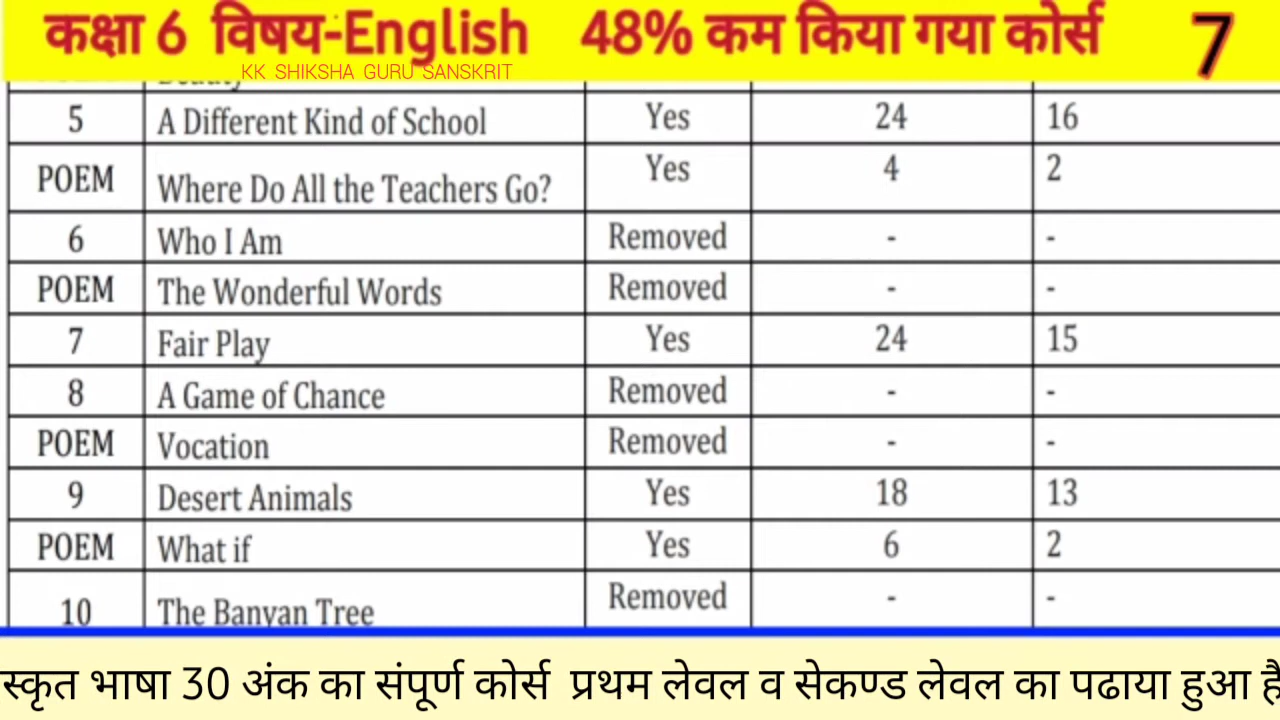 कक्षा 6 विषय-English 48% कम किया गया कोर्स 7
KK SHIKSHA GURU SANSKRIT
5 A Different Kind of School Yes 24 16
POEM Where Do All the Teachers Go? Yes 4 2
6 Who I Am Removed - -
POEM The Wonderful Words Removed - -
7 Fair Play Yes 24 15
8 A Game of Chance Removed - -
POEM Vocation Removed - -
9 Desert Animals Yes 18 13
POEM What if Yes 6 2
10 The Banyan Tree Removed - -
स्कृत भाषा 30 अंक का संपूर्ण कोर्स प्रथम लेवल व सेकण्ड लेवल का पढाया हुआ है